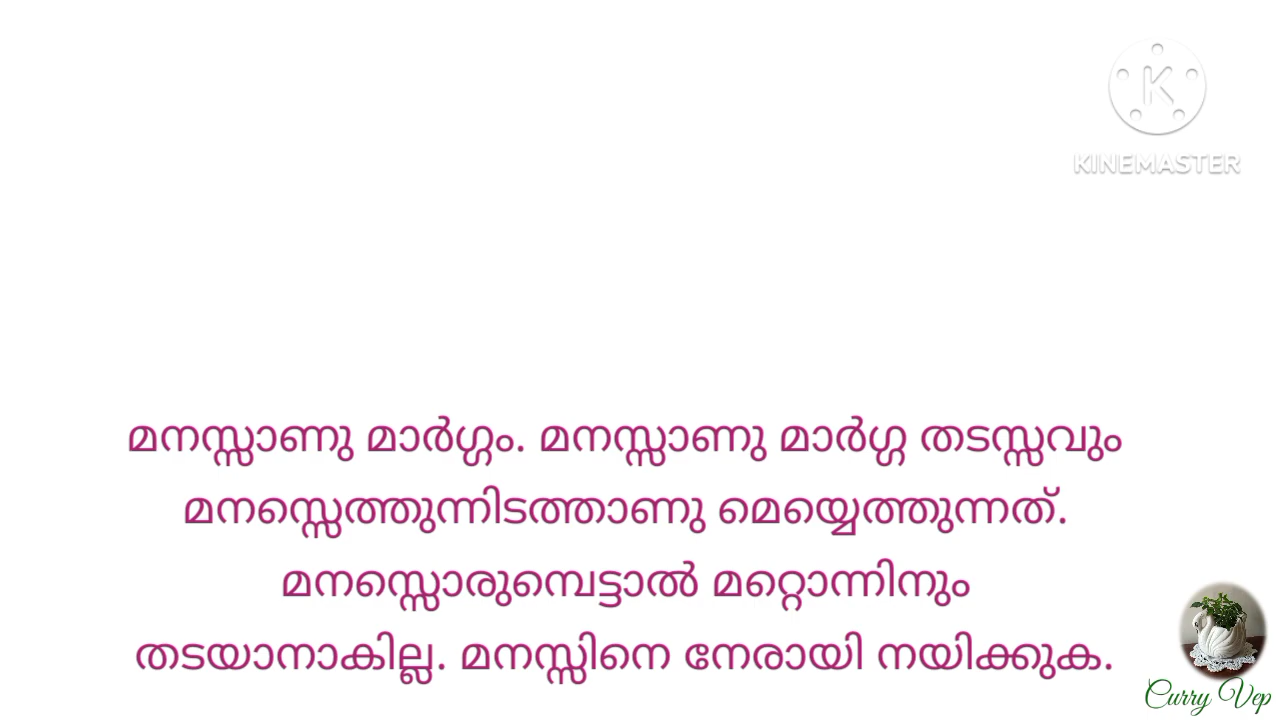 KINEMASTER
മനസ്സാണു മാർഗ്ഗം. മനസ്സാണു മാർഗ്ഗ തടസ്സവും
മനസ്സെത്തുന്നിടത്താണു മെയ്യെത്തുന്നത്.
മനസ്സൊരുമ്പെട്ടാൽ മറ്റൊന്നിനും
തടയാനാകില്ല. മനസ്സിനെ നേരായി നയിക്കുക.
Curry Vep